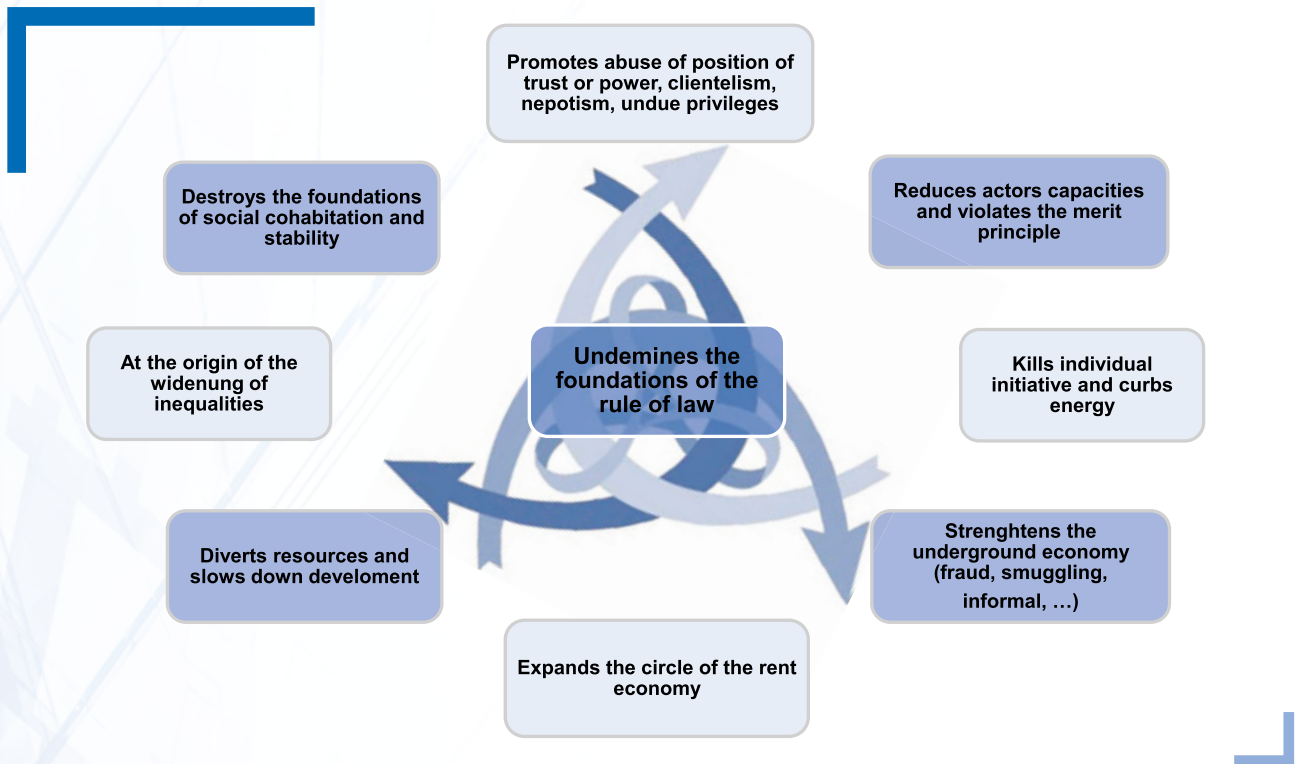 Promotes abuse of position of
trust or power, clientelism,
nepotism, undue privileges
Destroys the foundations
of social cohabitation and
stability
Reduces actors capacities
and violates the merit
principle
At the origin of the
widenung of
inequalities
Undemines the
foundations of the
rule of law
Kills individual
initiative and curbs
energy
Diverts resources and
slows down develoment
Strenghtens the
underground economy
(fraud, smuggling,
informal, …)
Expands the circle of the rent
economy